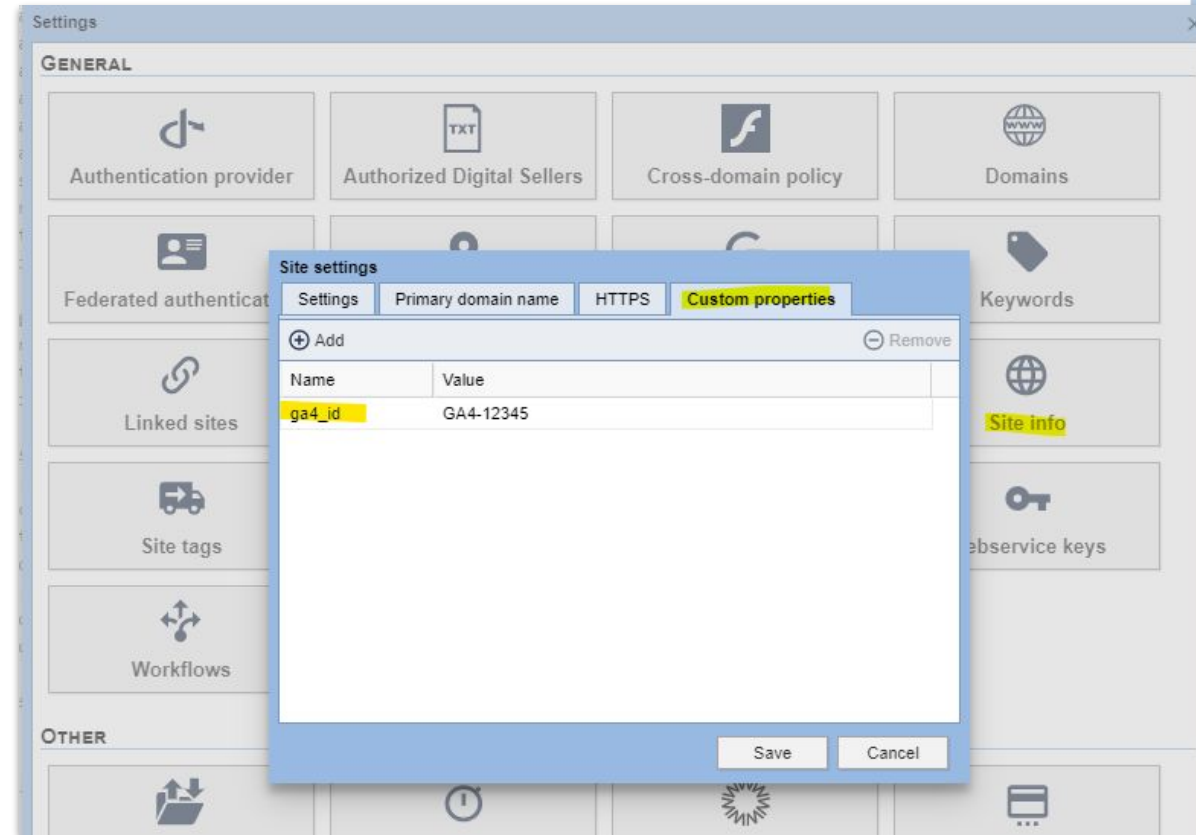 Settings
GENERAL
TXT
www
Authentication provider
Authorized Digital Sellers
Cross-domain policy
Domains
Site settings
Federated
Settings
Primary domain name
HTTPS
Custom properties
Keywords
Add
Remove
Name
Value
ga4_id
GA4-12345
Linked sites
Site info
Site tags
keys
Workflows
OTHER
Save
Cancel